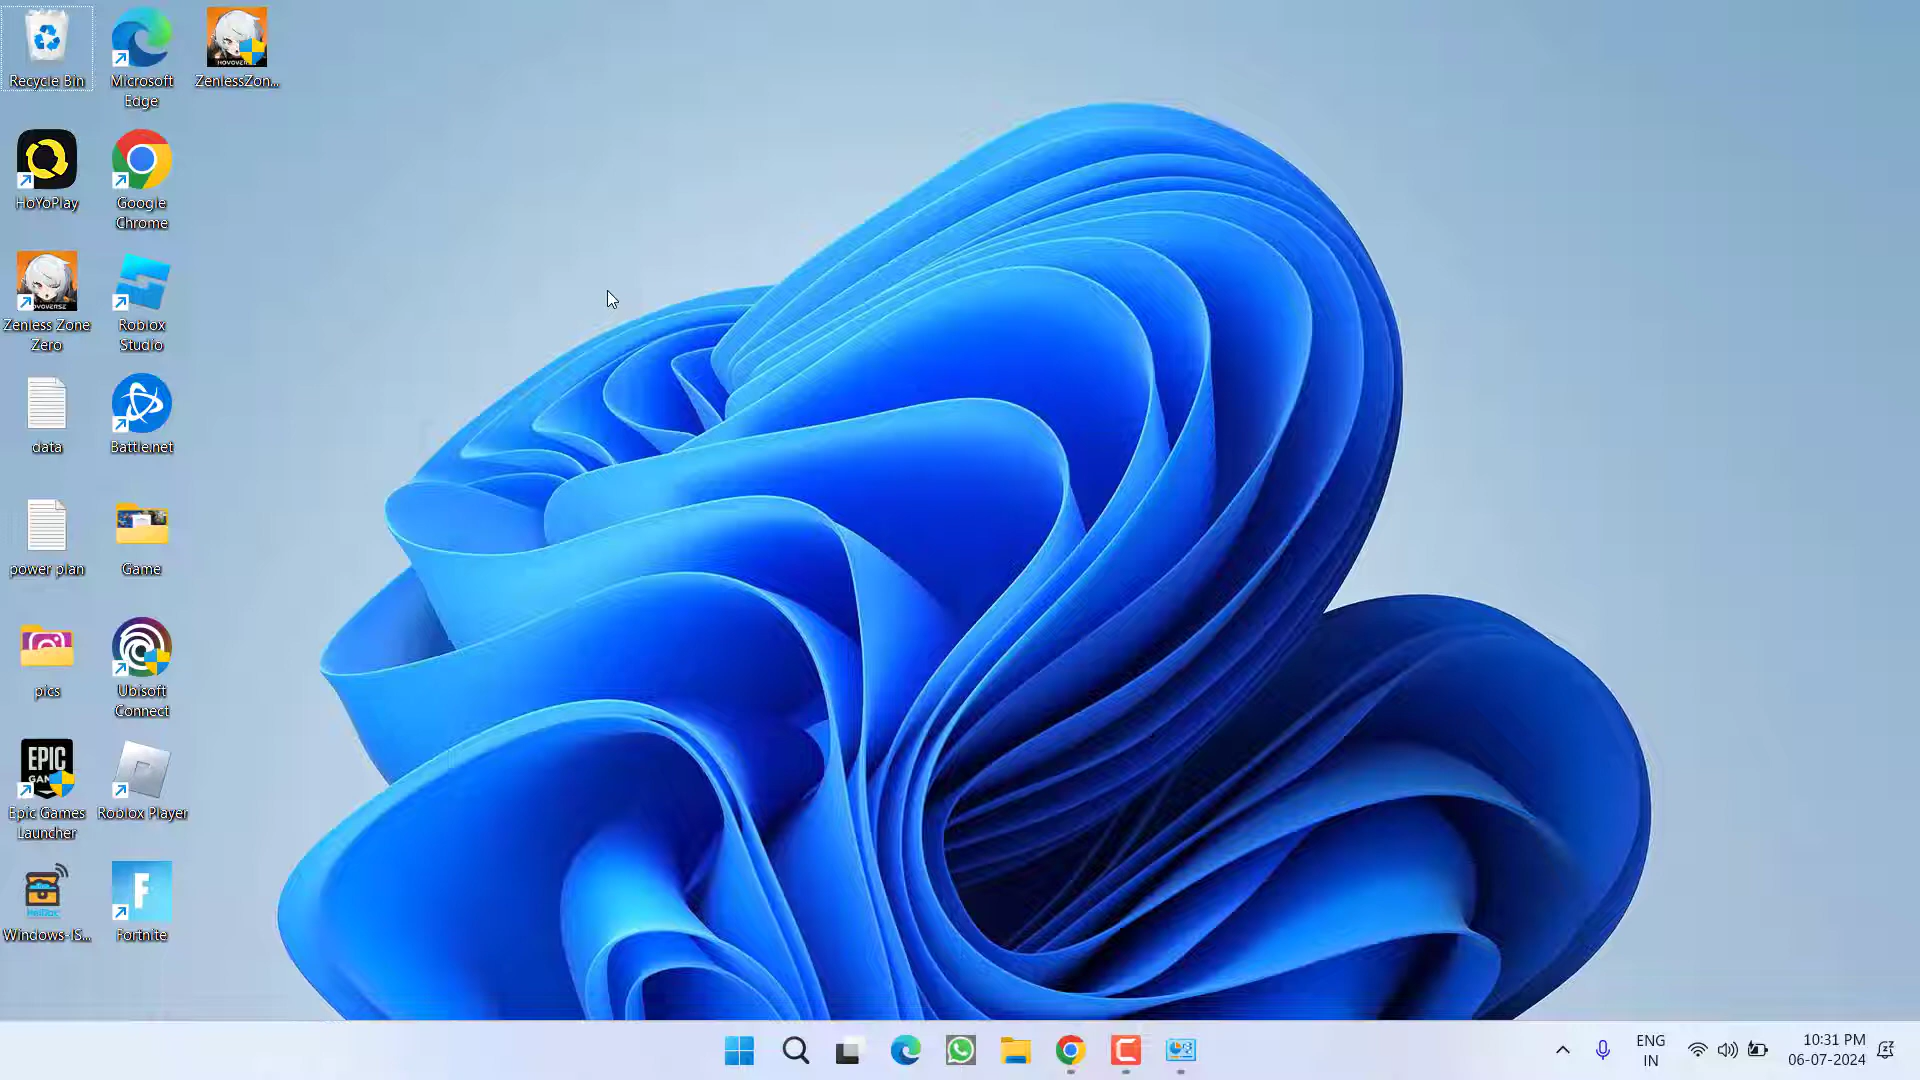 Recycle Bin
Microsoft
Edge
ZenlessZon...
HoYoPlay
Google
Chrome
Zenless Zone
Zero
Roblox
Studio
data
Battle.net
power plan
Game
pics
Ubisoft
Connect
EPIC
Epic Games
Launcher
Roblox Player
Windows-IS...
Fortnite
ENG
IN
10:31 PM
06-07-2024